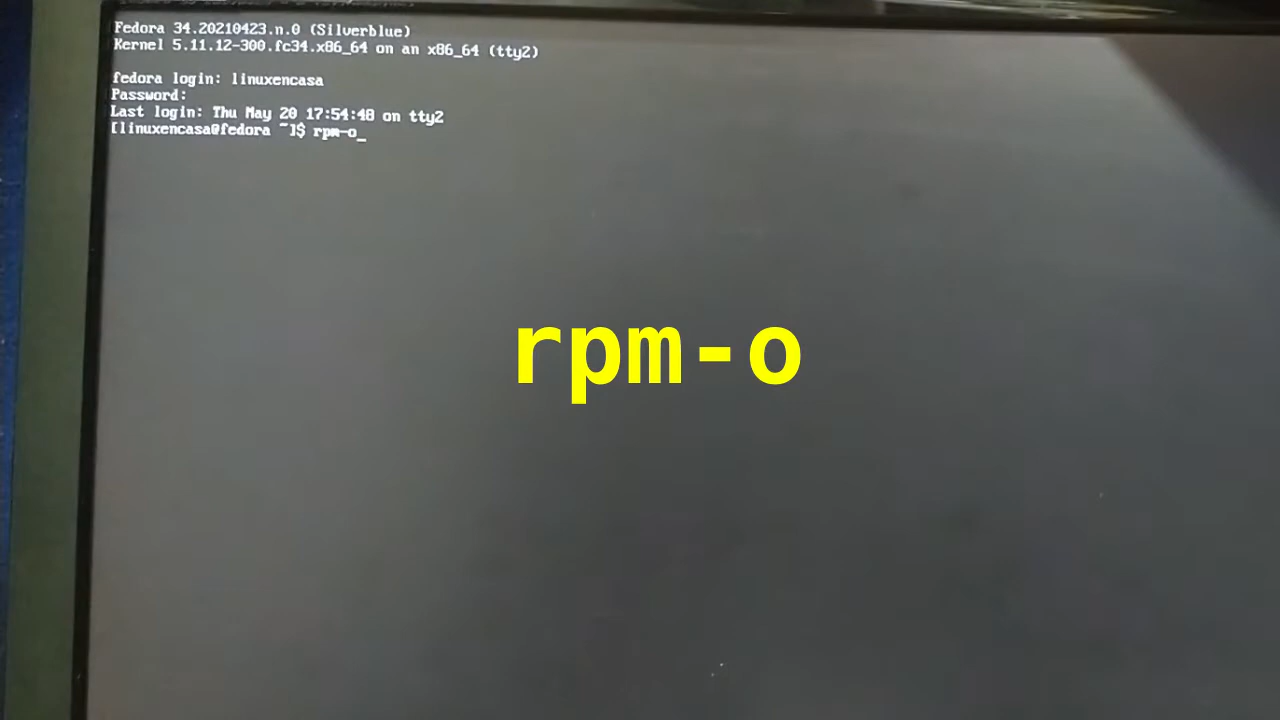 Fedora 34.20210423.n.0 (Silverblue)
Kernel 5.11.12-300.fc34.x86_64 on an x86_64 (tty2)
fedora login: linuxencasa
Password:
Last login: Thu May 20 17:54:48 on tty2
[linuxencasa@fedora ~]$ rpm-o_
rpm-o